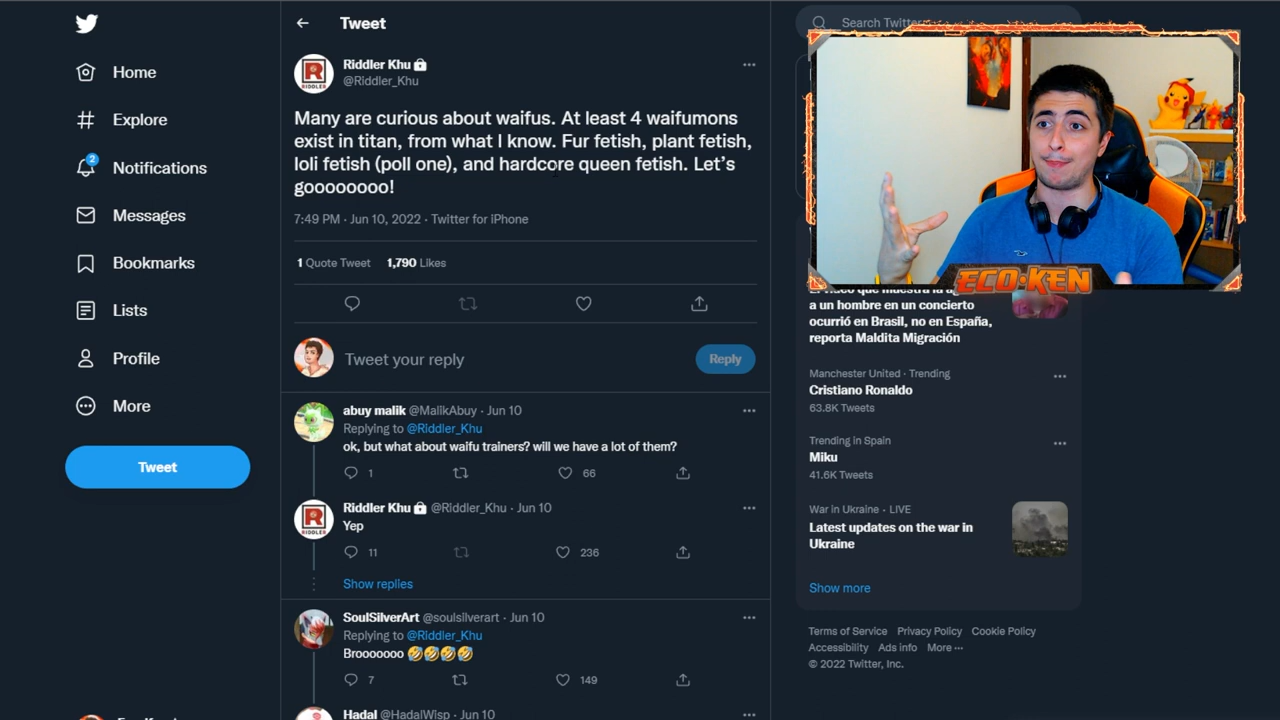 Home
Explore
2
Notifications
Messages
Bookmarks
Lists
Profile
More
Tweet
Tweet
Riddler Khu
@Riddler_Khu
Many are curious about waifus. At least 4 waifumons
exist in titan, from what I know. Fur fetish, plant fetish,
loli fetish (poll one), and hardcore queen fetish. Let's
goooooooo!
7:49 PM · Jun 10, 2022 · Twitter for iPhone
1 Quote Tweet 1,790 Likes
Tweet your reply
Reply
abuy malik @MalikAbuy · Jun 10
Replying to @Riddler_Khu
ok, but what about waifu trainers? will we have a lot of them?
1 66
Riddler Khu @Riddler_Khu · Jun 10
Yep
11 236
Show replies
SoulSilverArt @soulsilverart · Jun 10
Replying to @Riddler_Khu
Brooooooo 🤣🤣🤣🤣
7 149
Hadal @HadalWisp · Jun 10
Search Twitter
ECO·KEN
a un hombre en un concierto
ocurrió en Brasil, no en España,
reporta Maldita Migración
Manchester United · Trending
Cristiano Ronaldo
63.8K Tweets
Trending in Spain
Miku
41.6K Tweets
War in Ukraine · LIVE
Latest updates on the war in
Ukraine
Show more
Terms of Service Privacy Policy Cookie Policy
Accessibility Ads info More ···
© 2022 Twitter, Inc.